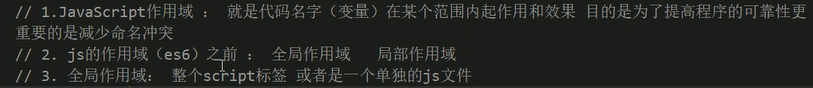 // 1.JavaScript作用域 ： 就是代码名字（变量）在某个范围内起作用和效果 目的是为了提高程序的可靠性更
重要的是减少命名冲突
// 2. js的作用域（es6）之前 ： 全局作用域   局部作用域
// 3. 全局作用域： 整个script标签 或者是一个单独的js文件